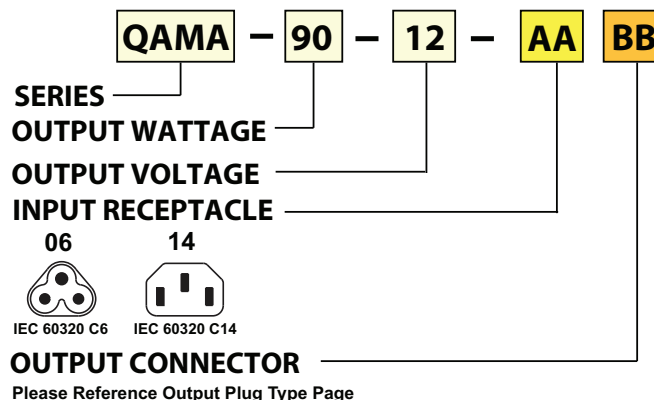 QAMA – 90 – 12 – AA BB
SERIES
OUTPUT WATTAGE
OUTPUT VOLTAGE
INPUT RECEPTACLE
06 14
IEC 60320 C6 IEC 60320 C14
OUTPUT CONNECTOR
Please Reference Output Plug Type Page